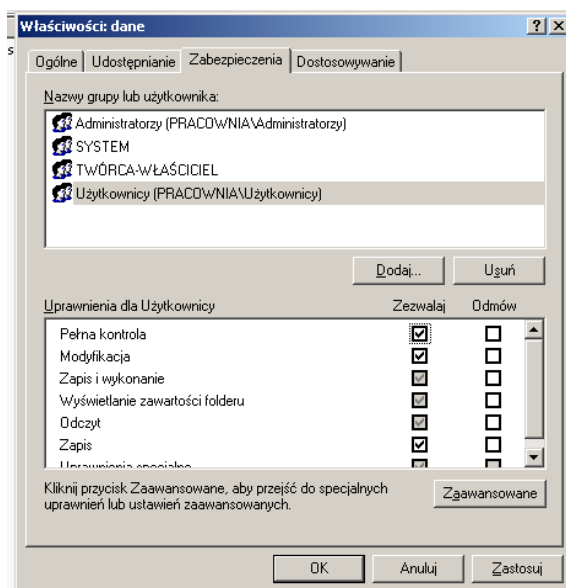 Właściwości: dane
s
Ogólne Udostępnianie Zabezpieczenia Dostosowywanie
Nazwy grupy lub użytkownika:
Administratorzy (PRACOWNIA\Administratorzy)
SYSTEM
TWÓRCA-WŁAŚCICIEL
Użytkownicy (PRACOWNIA\Użytkownicy)
Dodaj... Usuń
Uprawnienia dla Użytkownicy Zezwalaj Odmów
Pełna kontrola
Modyfikacja
Zapis i wykonanie
Wyświetlanie zawartości folderu
Odczyt
Zapis
Uprawnienia specjalne
Kliknij przycisk Zaawansowane, aby przejść do specjalnych
uprawnień lub ustawień zaawansowanych.
Zaawansowane
OK Anuluj Zastosuj